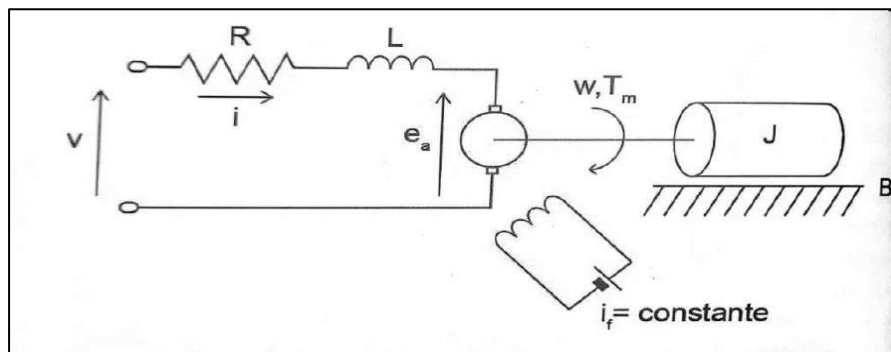 R
L
i
v
e_a
w,T_m
J
B
i_f= constante